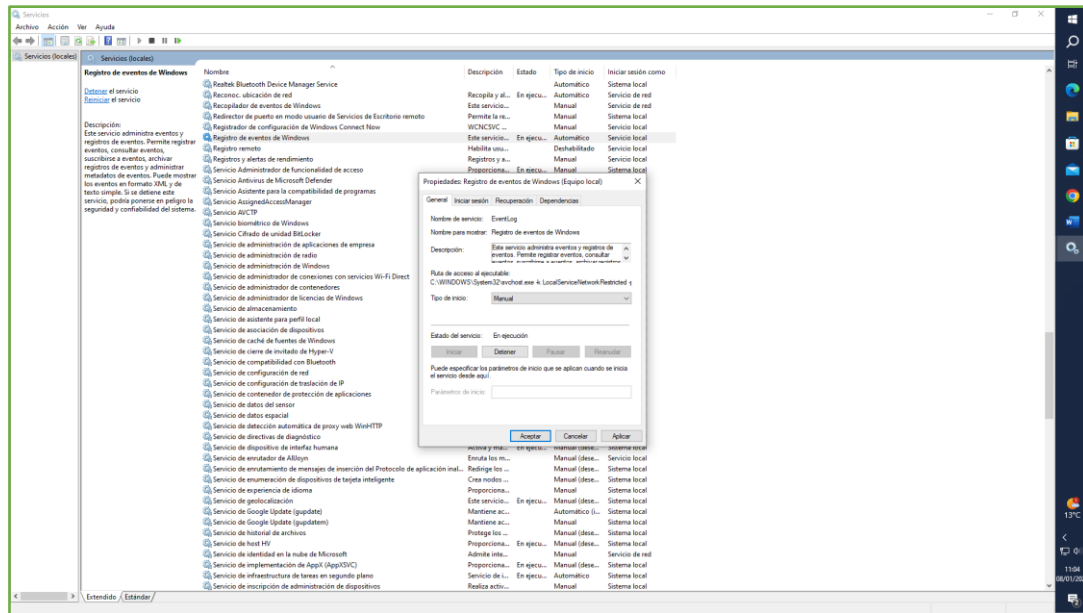 Servicios
Archivo Acción Ver Ayuda
Servicios (locales)
Servicios (locales)
Registro de eventos de Windows
Detener el servicio
Reiniciar el servicio
Descripción:
Este servicio administra eventos y
registros de eventos. Permite registrar
eventos, consultar eventos,
suscribirse a eventos, archivar
registros de eventos y administrar
metadatos de eventos. Puede mostrar
los eventos en formato XML y de
texto simple. Si se detiene este
servicio, podría ponerse en peligro la
seguridad y confiabilidad del sistema.
Nombre Descripción Estado Tipo de inicio Iniciar sesión como
Realtek Bluetooth Device Manager Service Automático Sistema local
Reconoc. ubicación de red Recopila y al... En ejecu... Automático Servicio de red
Recopilador de eventos de Windows Este servicio... Manual Servicio de red
Redirector de puerto en modo usuario de Servicios de Escritorio remoto Permite la re... Manual Sistema local
Registrador de configuración de Windows Connect Now WCNCSVC ... Manual Servicio local
Registro de eventos de Windows Este servicio... En ejecu... Automático Servicio local
Registro remoto Habilita usu... Deshabilitado Servicio local
Registros y alertas de rendimiento Registros y a... Manual Servicio local
Servicio Administrador de funcionalidad de acceso Proporciona... En ejecu... Manual Sistema local
Servicio Antivirus de Microsoft Defender
Servicio Asistente para la compatibilidad de programas
Servicio AssignedAccessManager
Servicio AVCTP
Servicio biométrico de Windows
Servicio Cifrado de unidad BitLocker
Servicio de administración de aplicaciones de empresa
Servicio de administración de radio
Servicio de administración de Windows
Servicio de administrador de conexiones con servicios Wi-Fi Direct
Servicio de administrador de contenedores
Servicio de administrador de licencias de Windows
Servicio de almacenamiento
Servicio de asistente para perfil local
Servicio de asociación de dispositivos
Servicio de caché de fuentes de Windows
Servicio de cierre de invitado de Hyper-V
Servicio de compatibilidad con Bluetooth
Servicio de configuración de red
Servicio de configuración de traslación de IP
Servicio de contenedor de protección de aplicaciones
Servicio de datos del sensor
Servicio de datos espacial
Servicio de detección automática de proxy web WinHTTP
Servicio de directivas de diagnóstico
Servicio de dispositivo de interfaz humana Activa y ma... En ejecu... Manual (dese... Sistema local
Servicio de enrutador de AllJoyn Enruta los m... Manual (dese... Servicio local
Servicio de enrutamiento de mensajes de inserción del Protocolo de aplicación inal... Redirige los ... Manual (dese... Sistema local
Servicio de enumeración de dispositivos de tarjeta inteligente Crea nodos ... Manual (dese... Sistema local
Servicio de experiencia de idioma Proporciona... Manual Sistema local
Servicio de geolocalización Este servicio... En ejecu... Manual (dese... Sistema local
Servicio de Google Update (gupdate) Mantiene ac... Automático (i... Sistema local
Servicio de Google Update (gupdatem) Mantiene ac... Manual Sistema local
Servicio de historial de archivos Protege los ... Manual (dese... Sistema local
Servicio de host HV Proporciona... En ejecu... Manual (dese... Sistema local
Servicio de identidad en la nube de Microsoft Admite inte... Manual Servicio de red
Servicio de implementación de AppX (AppXSVC) Proporciona... En ejecu... Manual (dese... Sistema local
Servicio de infraestructura de tareas en segundo plano Servicio de i... En ejecu... Automático Sistema local
Servicio de inscripción de administración de dispositivos Realiza activ... Manual Sistema local
Propiedades: Registro de eventos de Windows (Equipo local)
General Iniciar sesión Recuperación Dependencias
Nombre de servicio: EventLog
Nombre para mostrar: Registro de eventos de Windows
Descripción: Este servicio administra eventos y registros de
eventos. Permite registrar eventos, consultar
Ruta de acceso al ejecutable:
C:\WINDOWS\System32\svchost.exe -k LocalServiceNetworkRestricted -p
Tipo de inicio: Manual
Estado del servicio: En ejecución
Iniciar Detener Pausar Reanudar
Puede especificar los parámetros de inicio que se aplican cuando se inicia
el servicio desde aquí.
Parámetros de inicio:
Aceptar Cancelar Aplicar
Extendido Estándar
13°C
11:04
08/01/20